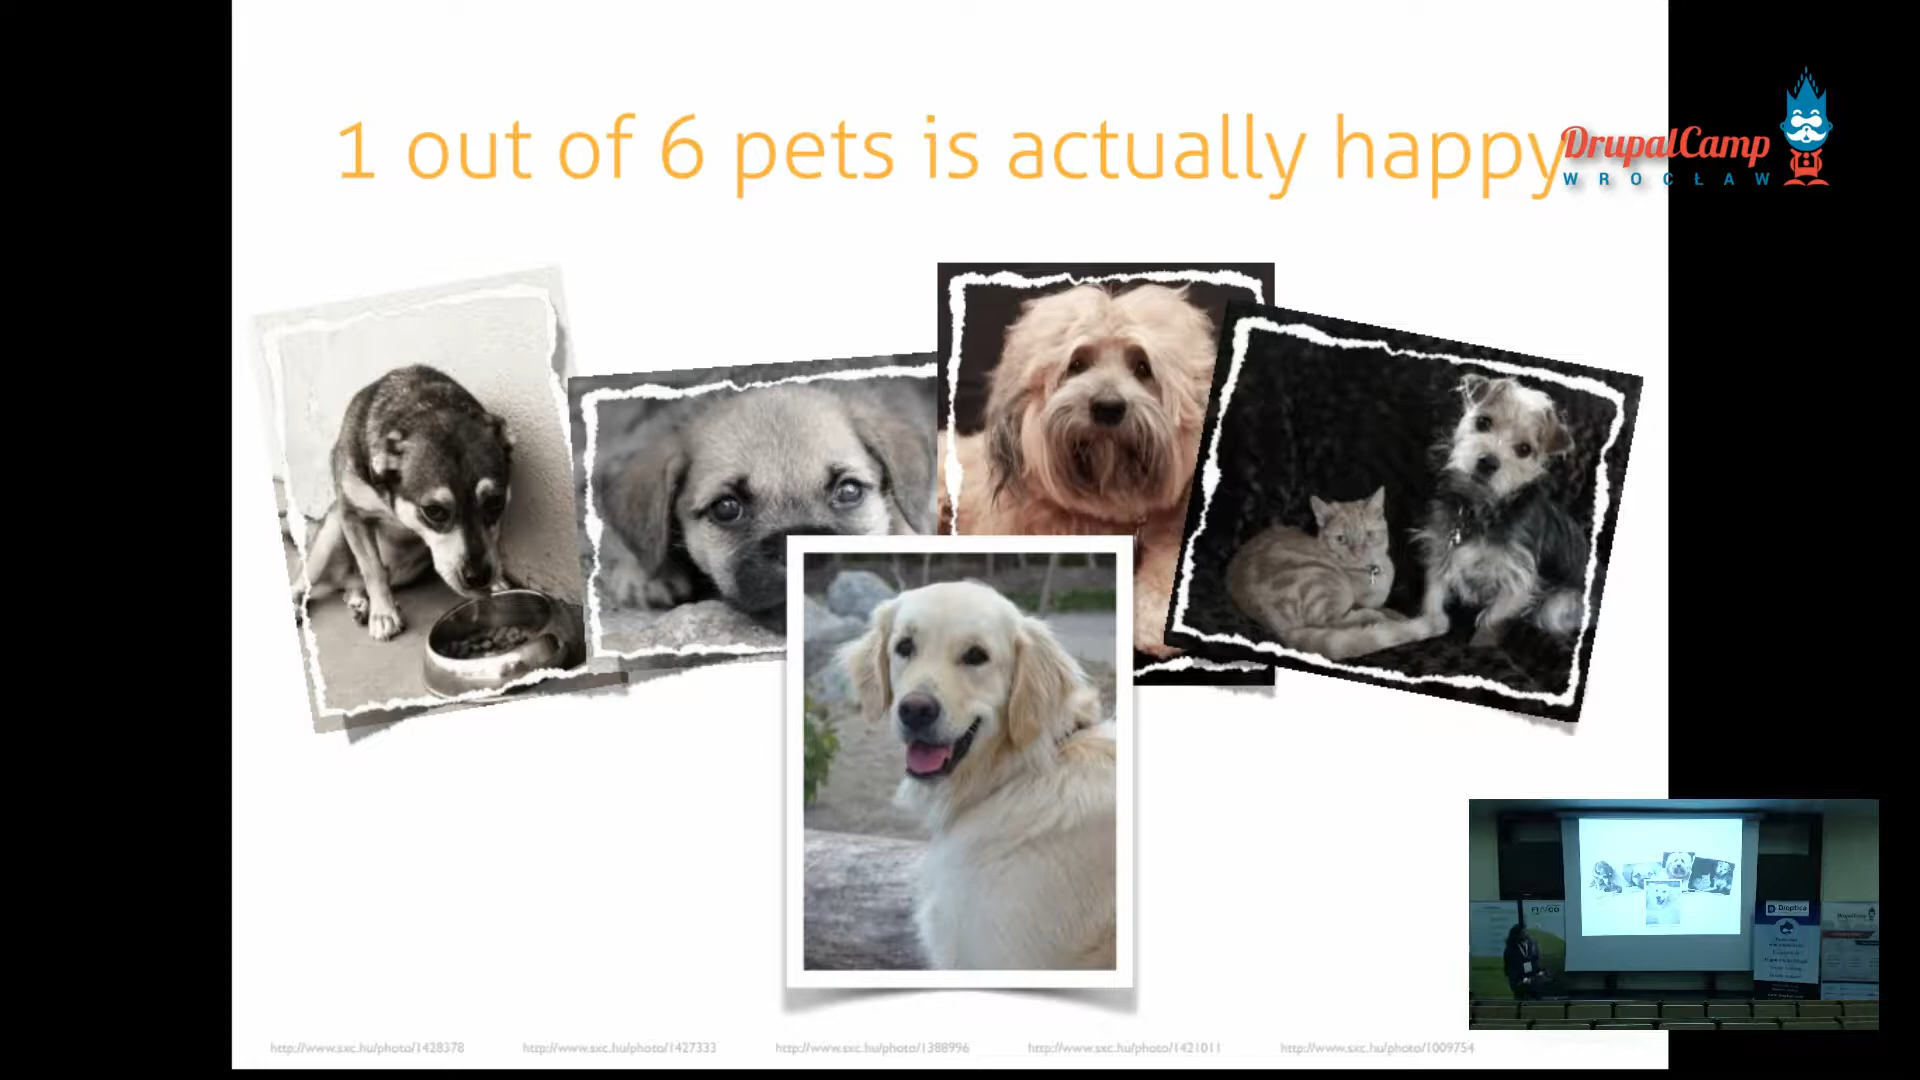 1 out of 6 pets is actually happy
DrupalCamp
WROCŁAW
Droptica
http://www.sxc.hu/photo/1428378
http://www.sxc.hu/photo/1427333
http://www.sxc.hu/photo/1388996
http://www.sxc.hu/photo/1421011
http://www.sxc.hu/photo/1009754